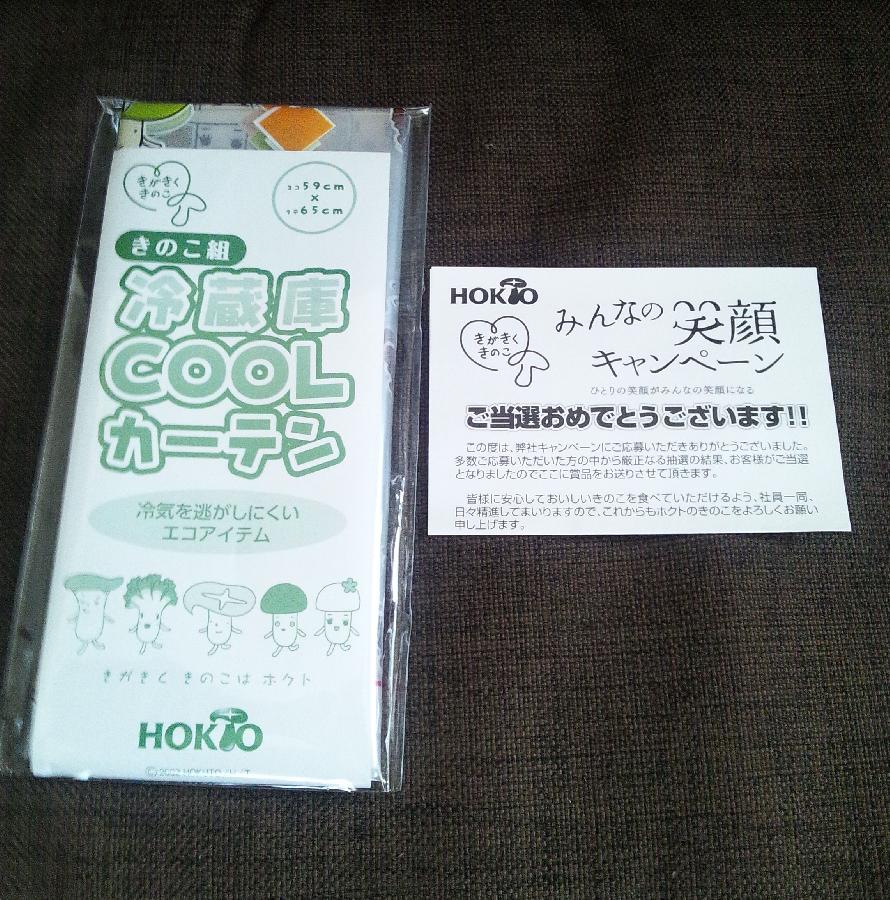 きがきく
きのこ
ヨコ59cm
×
タテ65cm
きのこ組
冷蔵庫
COOL
カーテン
冷気を逃がしにくい
エコアイテム
きがきく きのこは ホクト
HOKTO
HOKTO
みんなの笑顔
きがきく
きのこ
キャンペーン
ひとりの笑顔がみんなの笑顔になる
ご当選おめでとうございます!!
この度は、弊社キャンペーンにご応募いただきありがとうございました。
多数ご応募いただいた方の中から厳正なる抽選の結果、お客様がご当選
となりましたのでここに賞品をお送りさせて頂きます。
皆様に安心しておいしいきのこを食べていただけるよう、社員一同、
日々精進してまいりますので、これからもホクトのきのこをよろしくお願い
申し上げます。